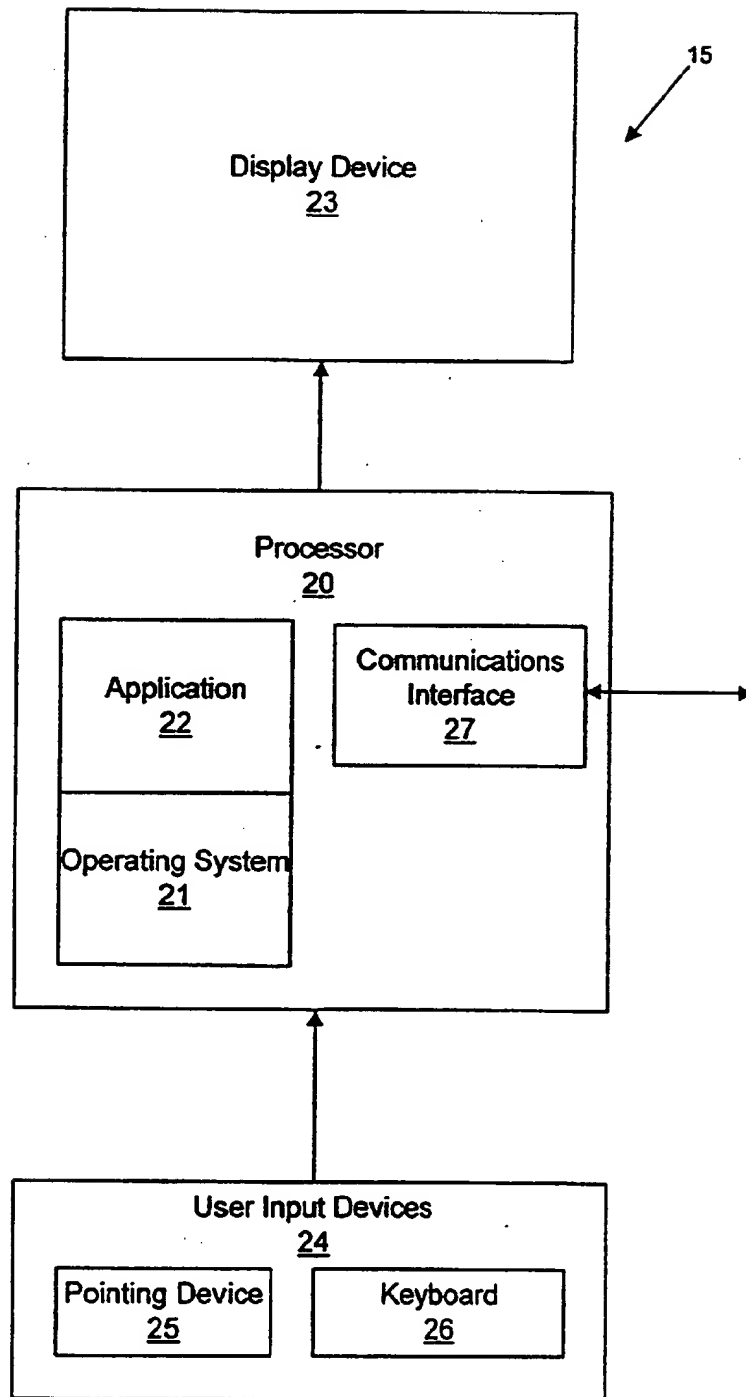 15
Display Device
23
Processor
20
Application
22
Communications
Interface
27
Operating System
21
User Input Devices
24
Pointing Device
25
Keyboard
26